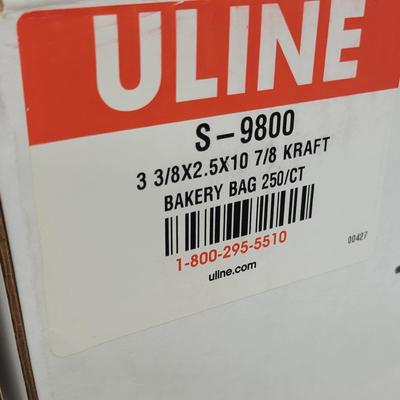 ULINE
S-9800
3 3/8X2.5X10 7/8 KRAFT
BAKERY BAG 250/CT
1-800-295-5510
uline.com
00427